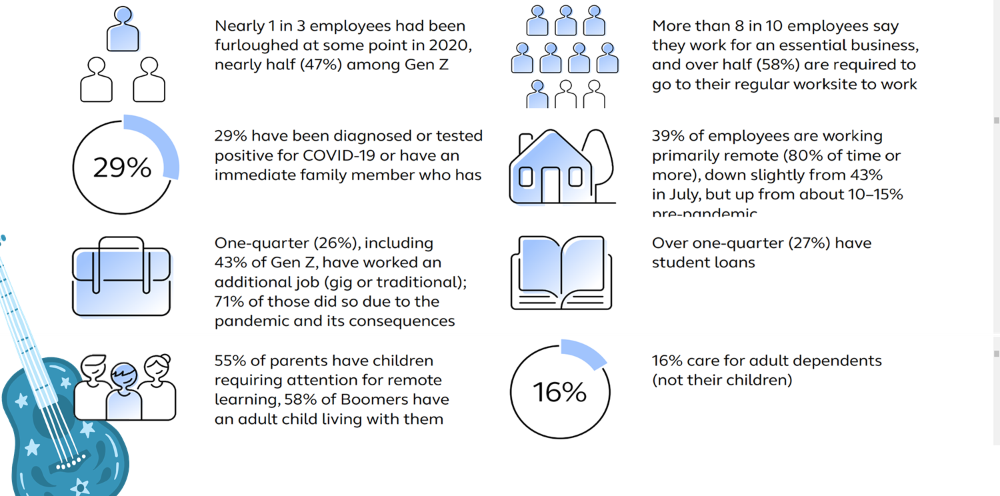 Nearly 1 in 3 employees had been
furloughed at some point in 2020,
nearly half (47%) among Gen Z
More than 8 in 10 employees say
they work for an essential business,
and over half (58%) are required to
go to their regular worksite to work
29%
29% have been diagnosed or tested
positive for COVID-19 or have an
immediate family member who has
39% of employees are working
primarily remote (80% of time or
more), down slightly from 43%
in July, but up from about 10–15%
pre-pandemic
One-quarter (26%), including
43% of Gen Z, have worked an
additional job (gig or traditional);
71% of those did so due to the
pandemic and its consequences
Over one-quarter (27%) have
student loans
55% of parents have children
requiring attention for remote
learning, 58% of Boomers have
an adult child living with them
16%
16% care for adult dependents
(not their children)